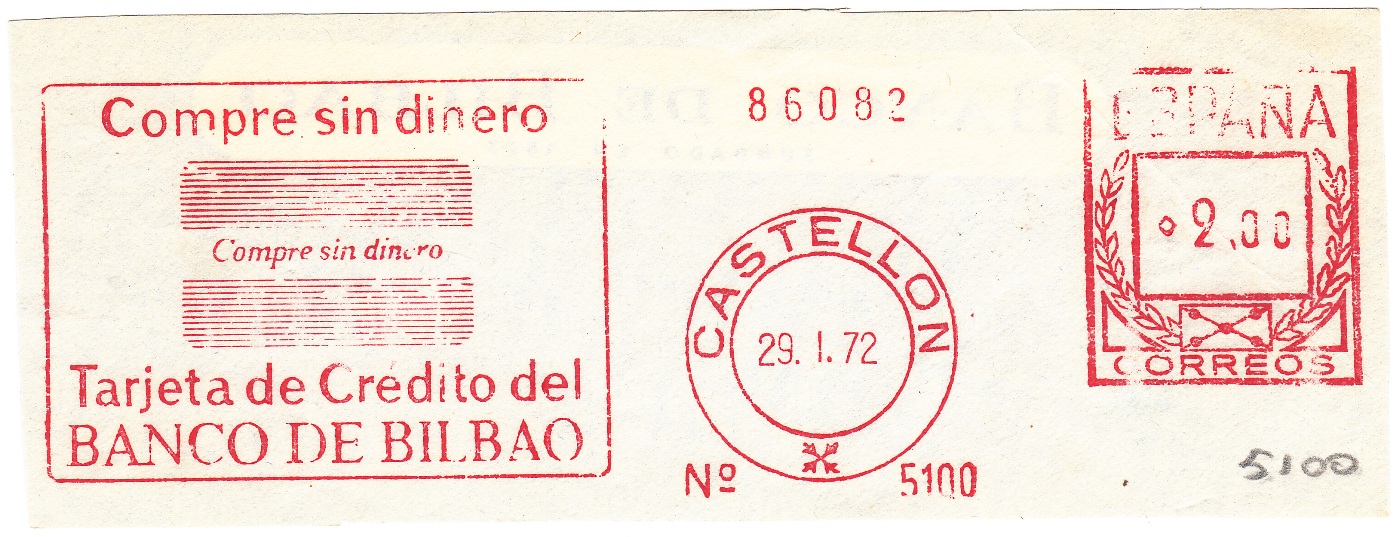 Compre sin dinero
Compre sin dinero
Tarjeta de Crédito del
BANCO DE BILBAO
86082
CASTELLON
29. I. 72
Nº 5100
ESPAÑA
2,00
CORREOS
5100